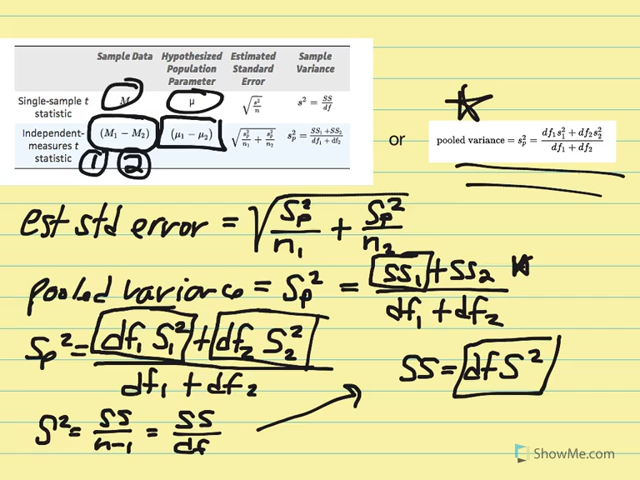 Sample Data Hypothesized Population Parameter Estimated Standard Error Sample Variance
Single-sample t statistic M μ √(s²/n) s² = SS/df
Independent-measures t statistic (M₁ − M₂) (μ₁ − μ₂) √(s²ₚ/n₁ + s²ₚ/n₂) s²ₚ = (SS₁+SS₂)/(df₁+df₂)
1 2
or
pooled variance = s²ₚ = (df₁s²₁ + df₂s²₂)/(df₁ + df₂)
est std error = √(Sp²/n₁ + Sp²/n₂)
pooled variance = Sp² = (SS₁ + SS₂)/(df₁ + df₂)
Sp² = (df₁ S₁² + df₂ S₂²)/(df₁ + df₂)
SS = df S²
S² = SS/(n-1) = SS/df
ShowMe.com